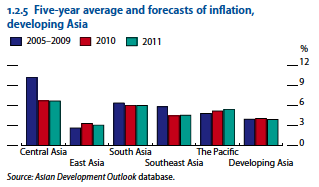 1.2.5 Five-year average and forecasts of inflation,
developing Asia
2005–2009 2010 2011
%
12
9
6
3
0
Central Asia South Asia The Pacific
East Asia Southeast Asia Developing Asia
Source: Asian Development Outlook database.